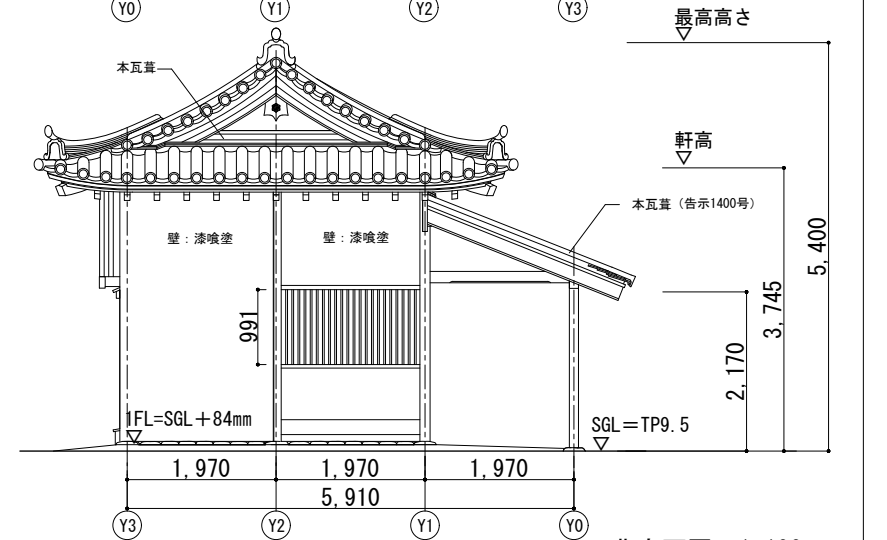 Y0 Y1 Y2 Y3
最高高さ
本瓦葺
軒高
本瓦葺（告示1400号）
壁：漆喰塗 壁：漆喰塗
5,400
3,745
991
2,170
1FL=SGL＋84mm
SGL＝TP9.5
1,970 1,970 1,970
5,910
Y3 Y2 Y1 Y0